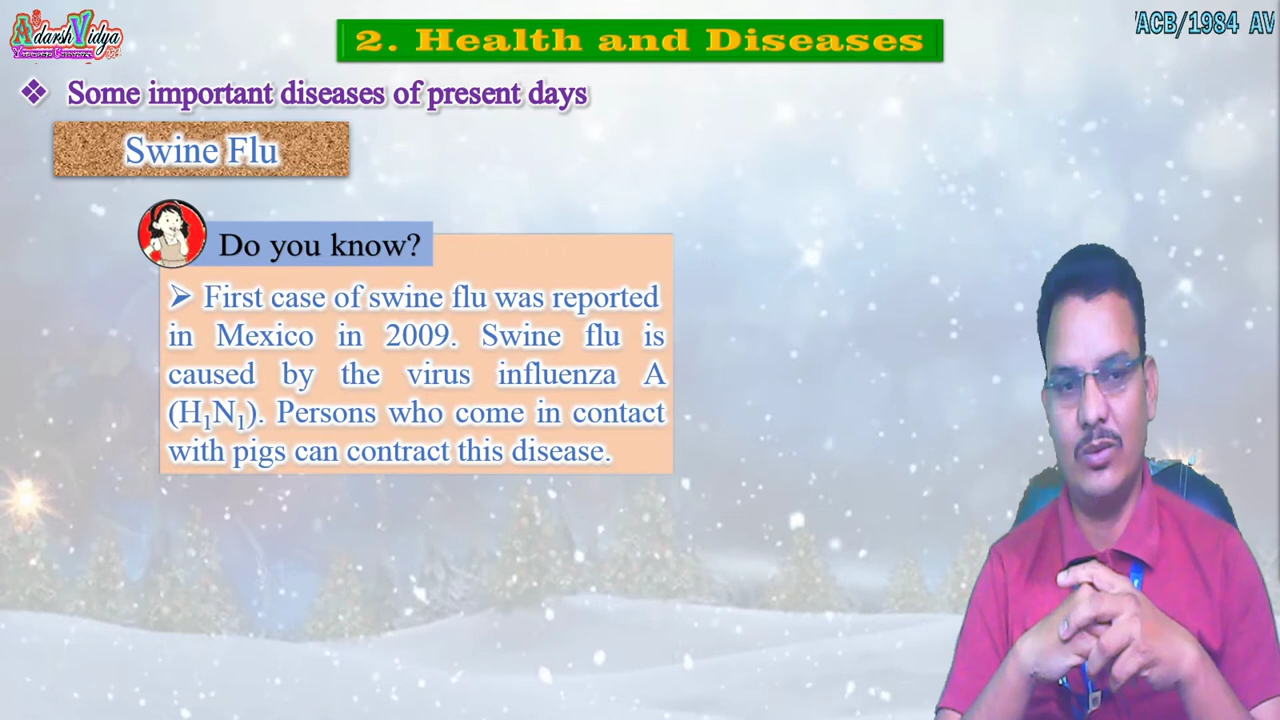 AdarshVidya
2. Health and Diseases
'ACB/1984 AV
❖ Some important diseases of present days
Swine Flu
Do you know?
➢ First case of swine flu was reported
in Mexico in 2009. Swine flu is
caused by the virus influenza A
(H₁N₁). Persons who come in contact
with pigs can contract this disease.